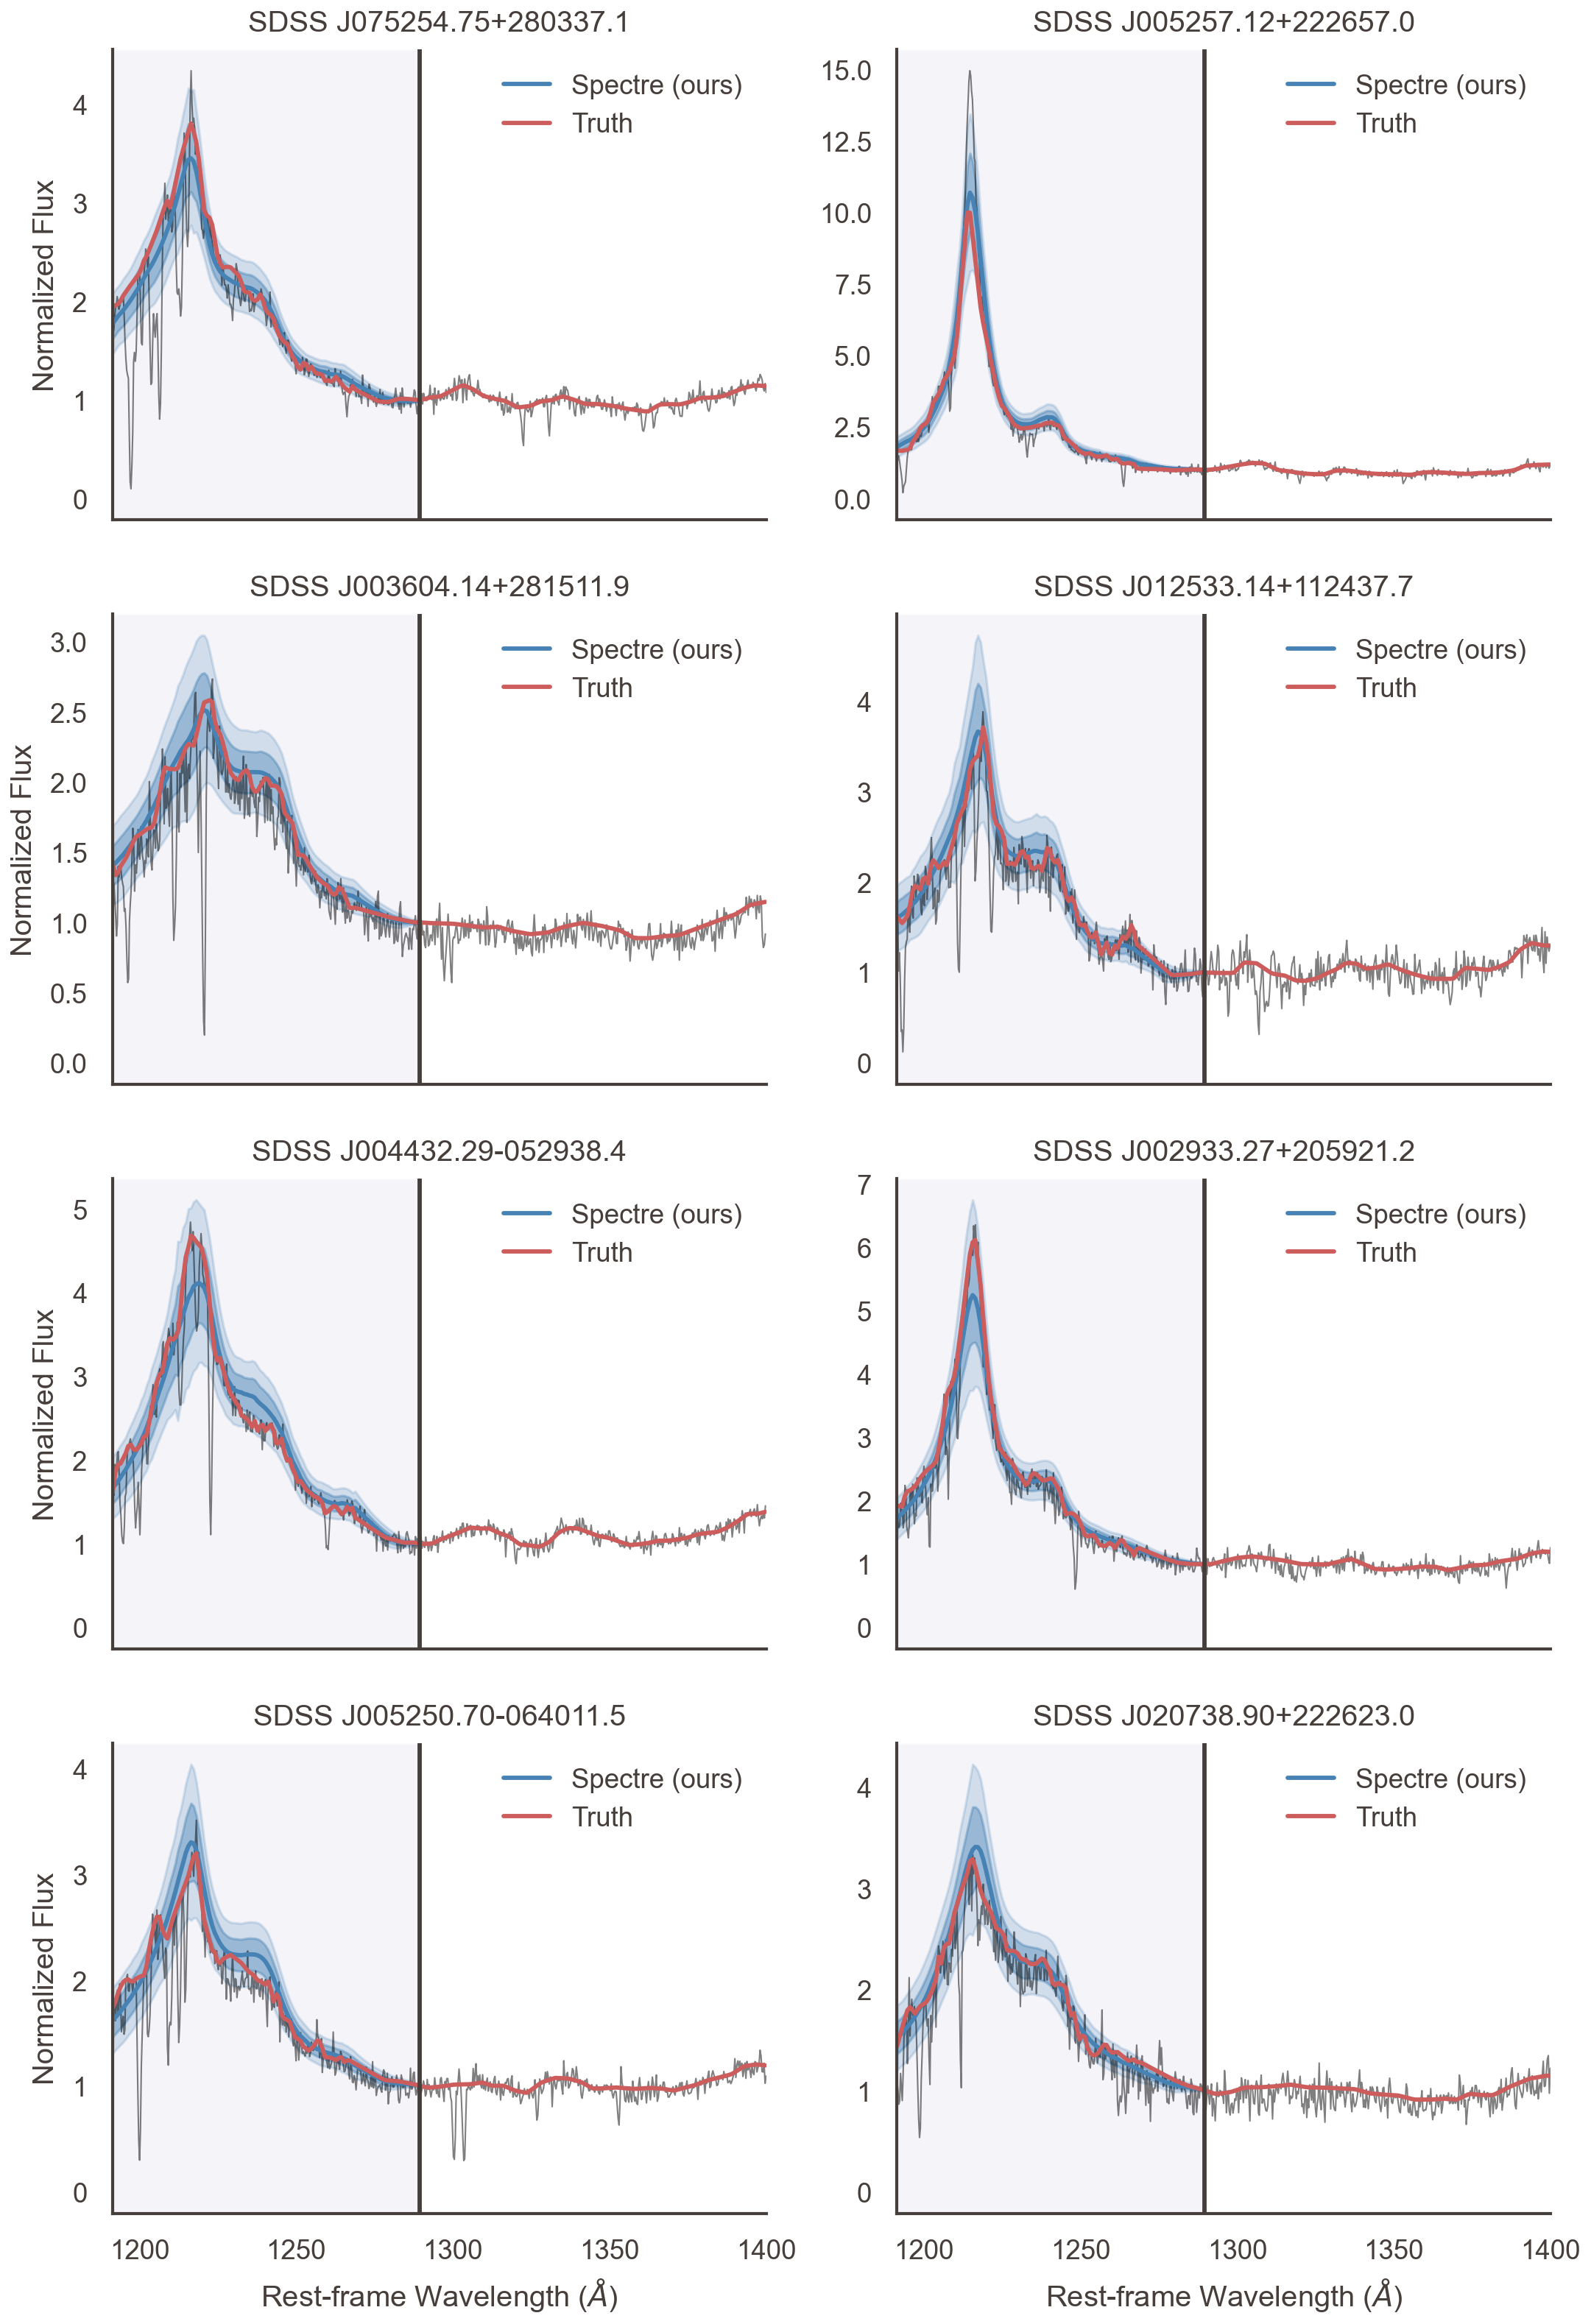 SDSS J075254.75+280337.1
Spectre (ours)
Truth
Normalized Flux
4
3
2
1
0
SDSS J005257.12+222657.0
Spectre (ours)
Truth
15.0
12.5
10.0
7.5
5.0
2.5
0.0
SDSS J003604.14+281511.9
Spectre (ours)
Truth
Normalized Flux
3.0
2.5
2.0
1.5
1.0
0.5
0.0
SDSS J012533.14+112437.7
Spectre (ours)
Truth
4
3
2
1
0
SDSS J004432.29-052938.4
Spectre (ours)
Truth
Normalized Flux
5
4
3
2
1
0
SDSS J002933.27+205921.2
Spectre (ours)
Truth
7
6
5
4
3
2
1
0
SDSS J005250.70-064011.5
Spectre (ours)
Truth
Normalized Flux
4
3
2
1
0
1200 1250 1300 1350 1400
Rest-frame Wavelength (Å)
SDSS J020738.90+222623.0
Spectre (ours)
Truth
4
3
2
1
0
1200 1250 1300 1350 1400
Rest-frame Wavelength (Å)